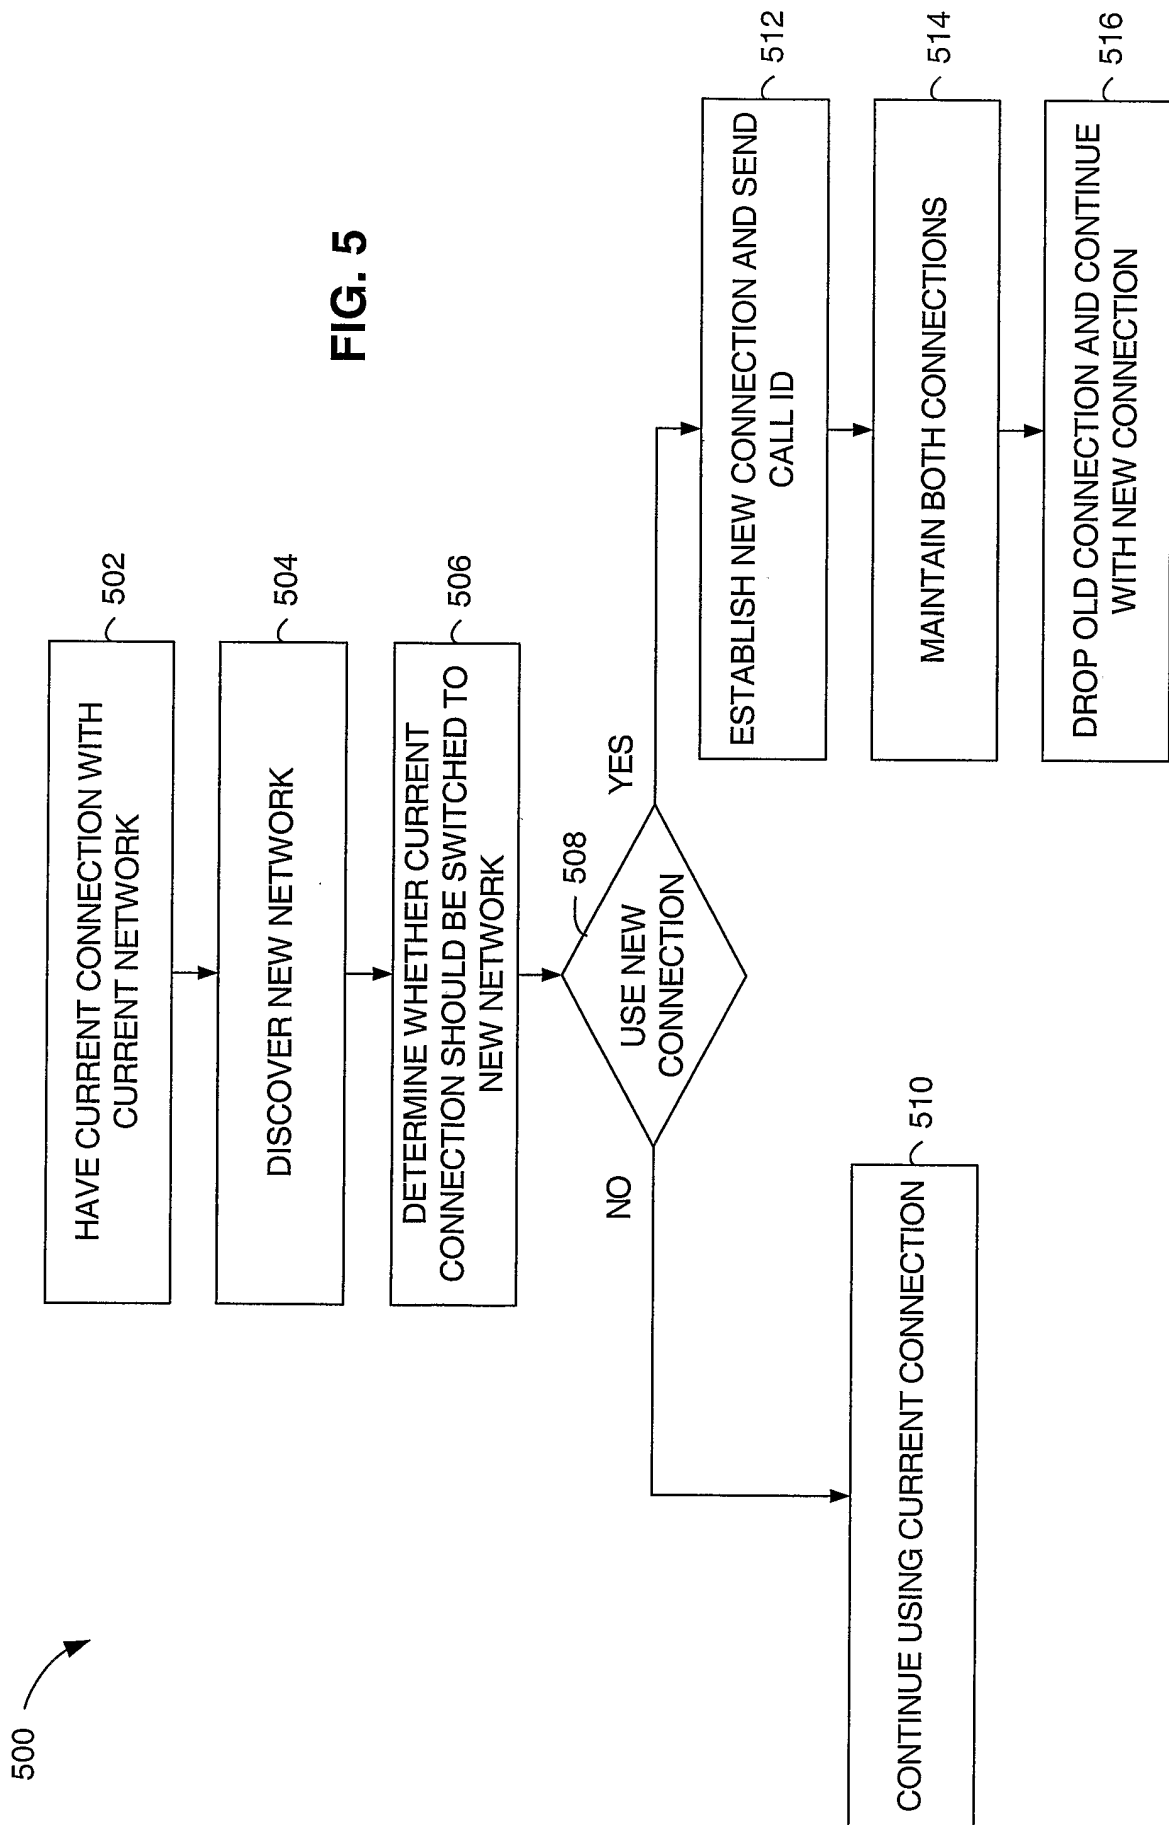 500
HAVE CURRENT CONNECTION WITH
CURRENT NETWORK
502
DISCOVER NEW NETWORK
504
DETERMINE WHETHER CURRENT
CONNECTION SHOULD BE SWITCHED TO
NEW NETWORK
506
USE NEW
CONNECTION
508
NO
YES
CONTINUE USING CURRENT CONNECTION
510
ESTABLISH NEW CONNECTION AND SEND
CALL ID
512
MAINTAIN BOTH CONNECTIONS
514
DROP OLD CONNECTION AND CONTINUE
WITH NEW CONNECTION
516
FIG. 5